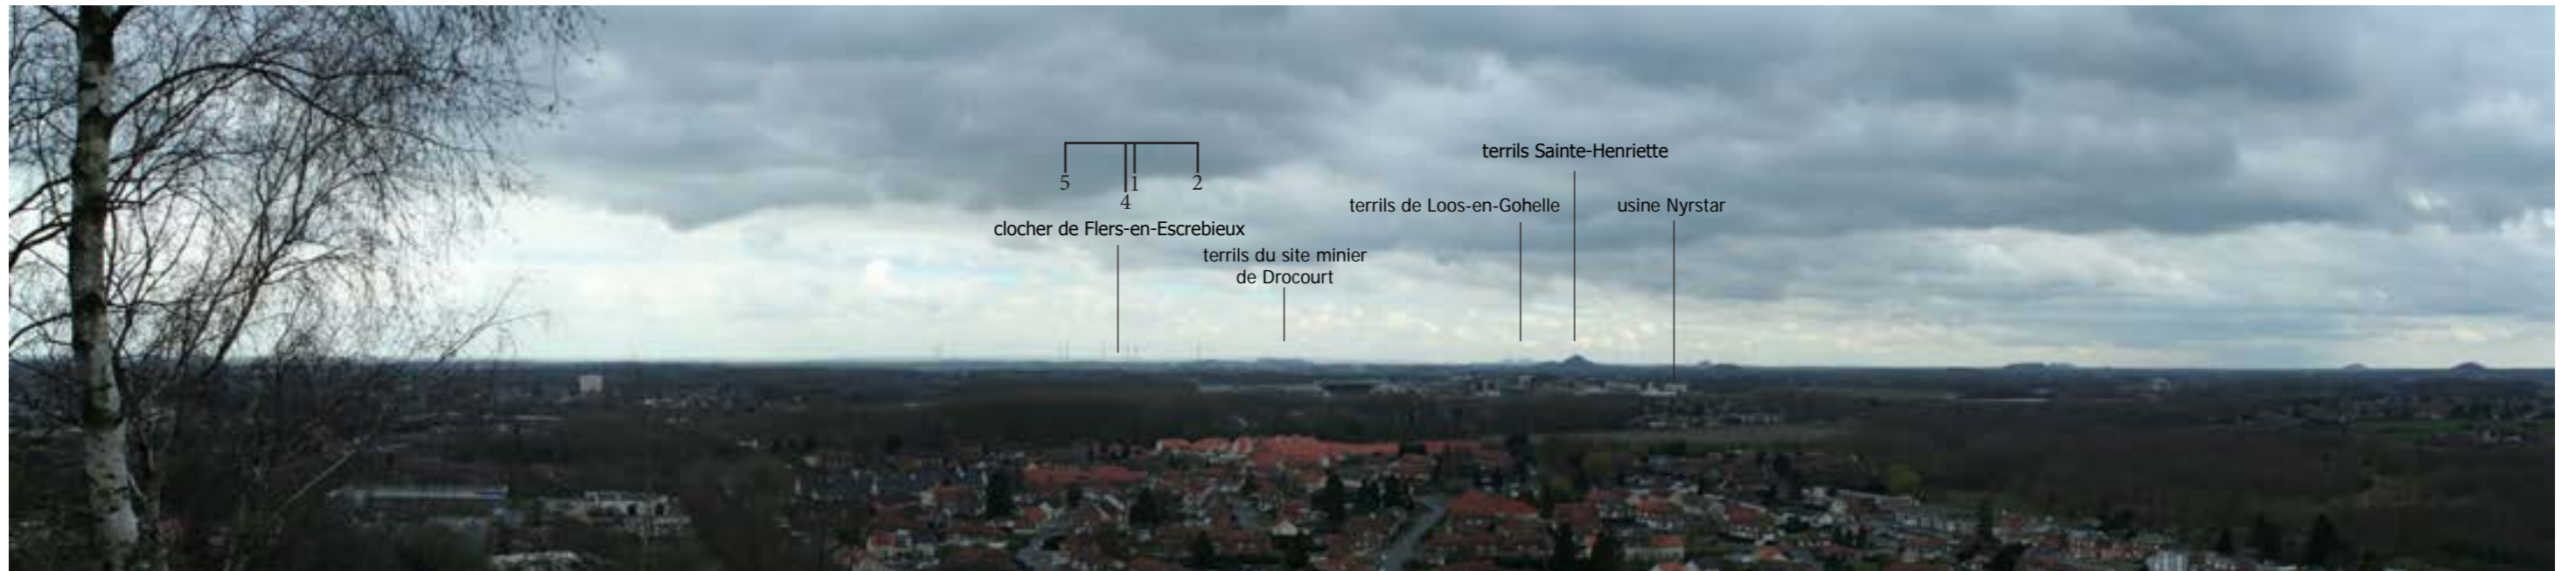 terrils Sainte-Henriette
5 1 2
4
terrils de Loos-en-Gohelle
usine Nyrstar
clocher de Flers-en-Escrebieux
terrils du site minier
de Drocourt